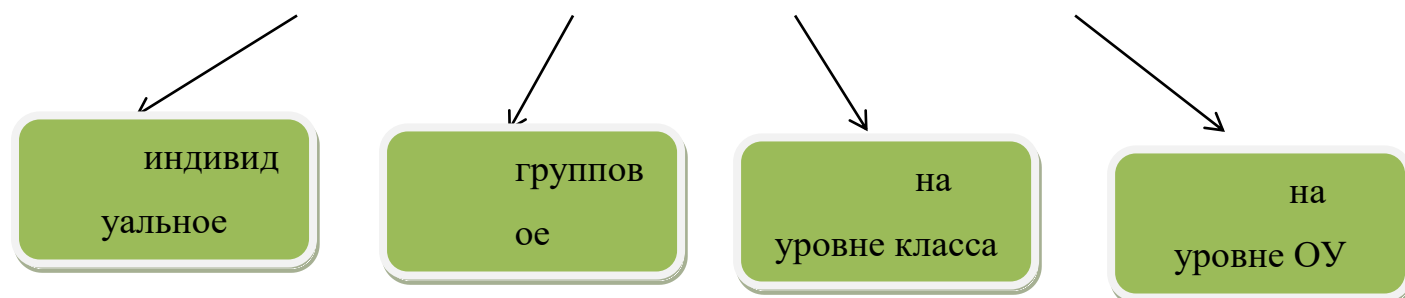 индивид
уальное
группов
ое
на
уровне класса
на
уровне ОУ